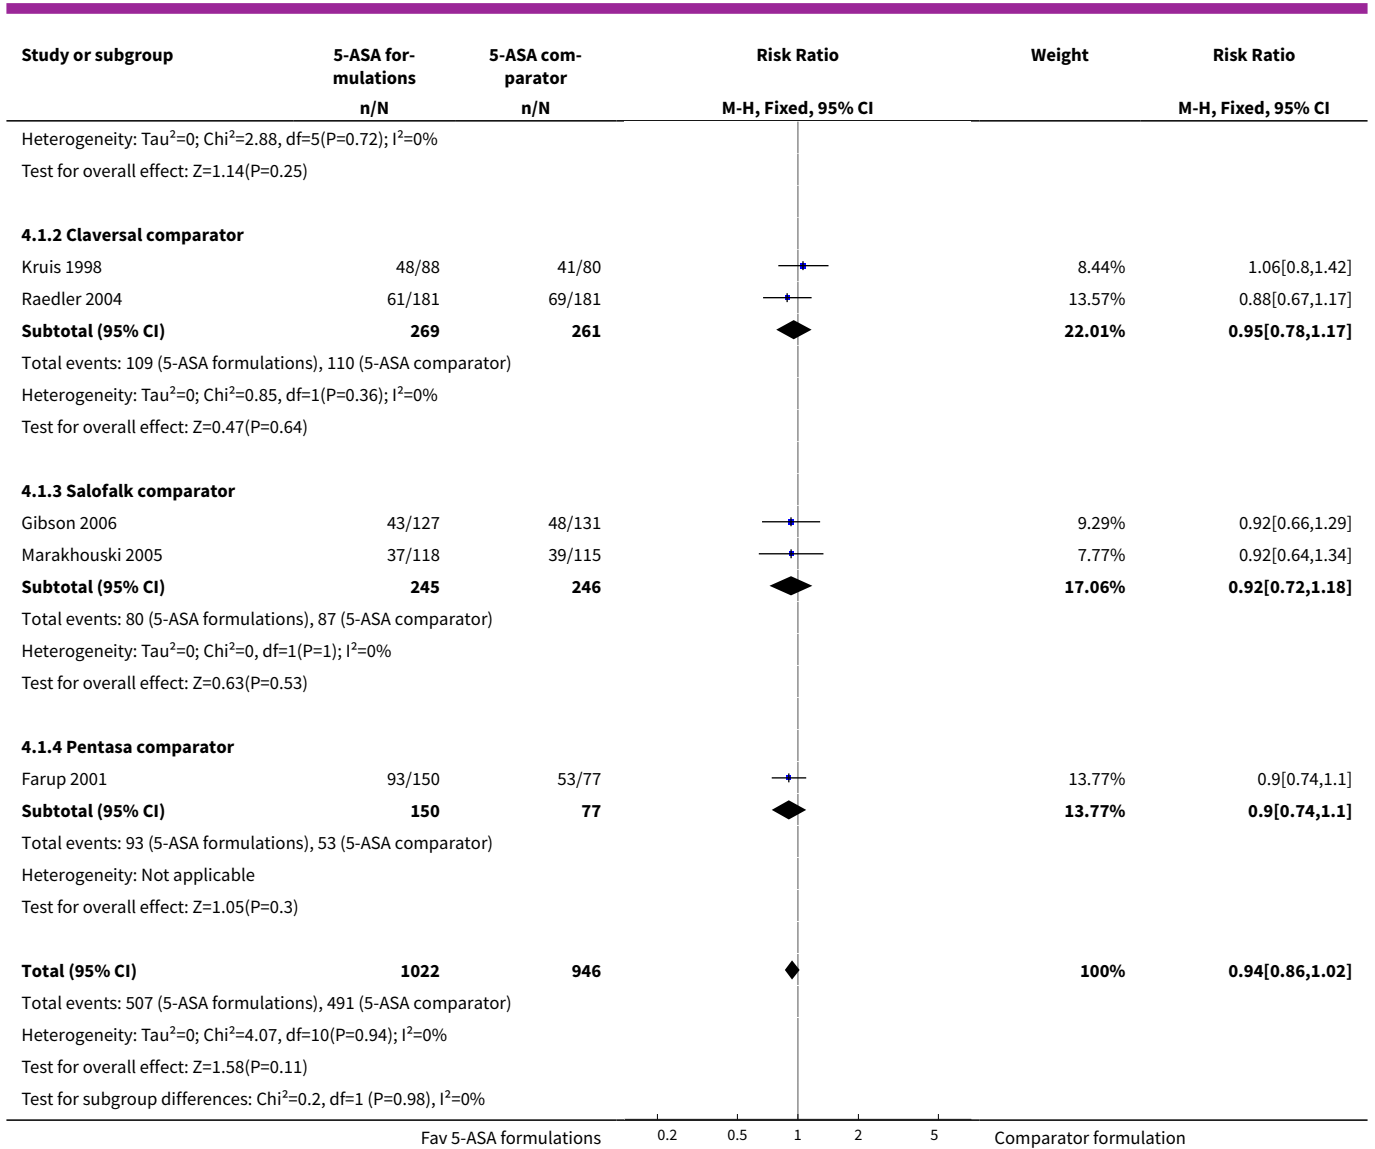 Study or subgroup 5-ASA for- 5-ASA com- Risk Ratio Weight Risk Ratio
mulations parator
n/N n/N M-H, Fixed, 95% CI M-H, Fixed, 95% CI
Heterogeneity: Tau²=0; Chi²=2.88, df=5(P=0.72); I²=0%
Test for overall effect: Z=1.14(P=0.25)
4.1.2 Claversal comparator
Kruis 1998 48/88 41/80 8.44% 1.06[0.8,1.42]
Raedler 2004 61/181 69/181 13.57% 0.88[0.67,1.17]
Subtotal (95% CI) 269 261 22.01% 0.95[0.78,1.17]
Total events: 109 (5-ASA formulations), 110 (5-ASA comparator)
Heterogeneity: Tau²=0; Chi²=0.85, df=1(P=0.36); I²=0%
Test for overall effect: Z=0.47(P=0.64)
4.1.3 Salofalk comparator
Gibson 2006 43/127 48/131 9.29% 0.92[0.66,1.29]
Marakhouski 2005 37/118 39/115 7.77% 0.92[0.64,1.34]
Subtotal (95% CI) 245 246 17.06% 0.92[0.72,1.18]
Total events: 80 (5-ASA formulations), 87 (5-ASA comparator)
Heterogeneity: Tau²=0; Chi²=0, df=1(P=1); I²=0%
Test for overall effect: Z=0.63(P=0.53)
4.1.4 Pentasa comparator
Farup 2001 93/150 53/77 13.77% 0.9[0.74,1.1]
Subtotal (95% CI) 150 77 13.77% 0.9[0.74,1.1]
Total events: 93 (5-ASA formulations), 53 (5-ASA comparator)
Heterogeneity: Not applicable
Test for overall effect: Z=1.05(P=0.3)
Total (95% CI) 1022 946 100% 0.94[0.86,1.02]
Total events: 507 (5-ASA formulations), 491 (5-ASA comparator)
Heterogeneity: Tau²=0; Chi²=4.07, df=10(P=0.94); I²=0%
Test for overall effect: Z=1.58(P=0.11)
Test for subgroup differences: Chi²=0.2, df=1 (P=0.98), I²=0%
Fav 5-ASA formulations 0.2 0.5 1 2 5 Comparator formulation